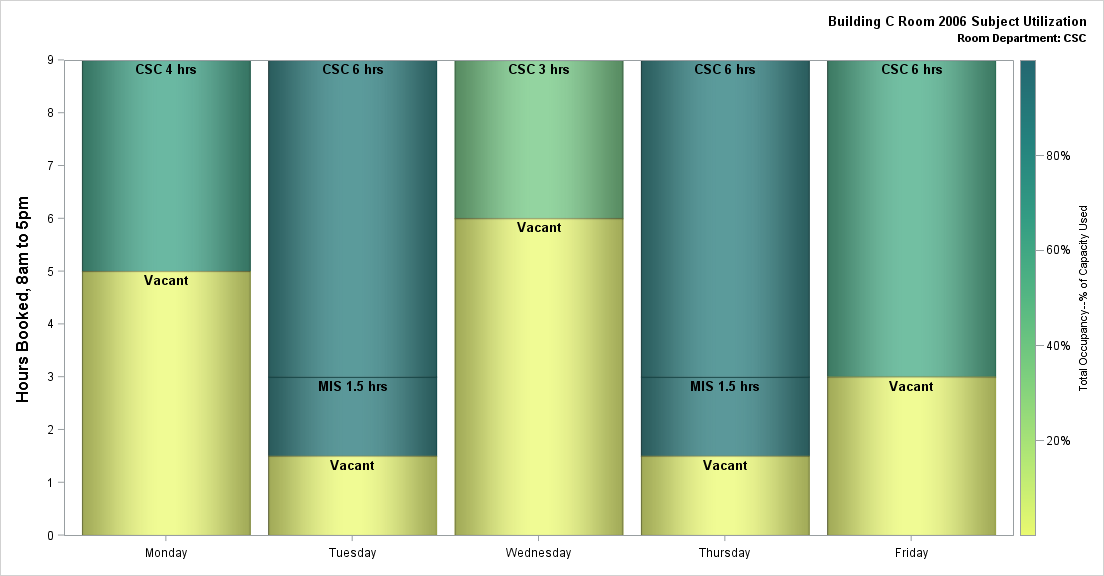 Building C Room 2006 Subject Utilization
Room Department: CSC
Hours Booked, 8am to 5pm
9
8
7
6
5
4
3
2
1
0
CSC 4 hrs
Vacant
CSC 6 hrs
MIS 1.5 hrs
Vacant
CSC 3 hrs
Vacant
CSC 6 hrs
MIS 1.5 hrs
Vacant
CSC 6 hrs
Vacant
Monday
Tuesday
Wednesday
Thursday
Friday
80%
60%
40%
20%
Total Occupancy--% of Capacity Used